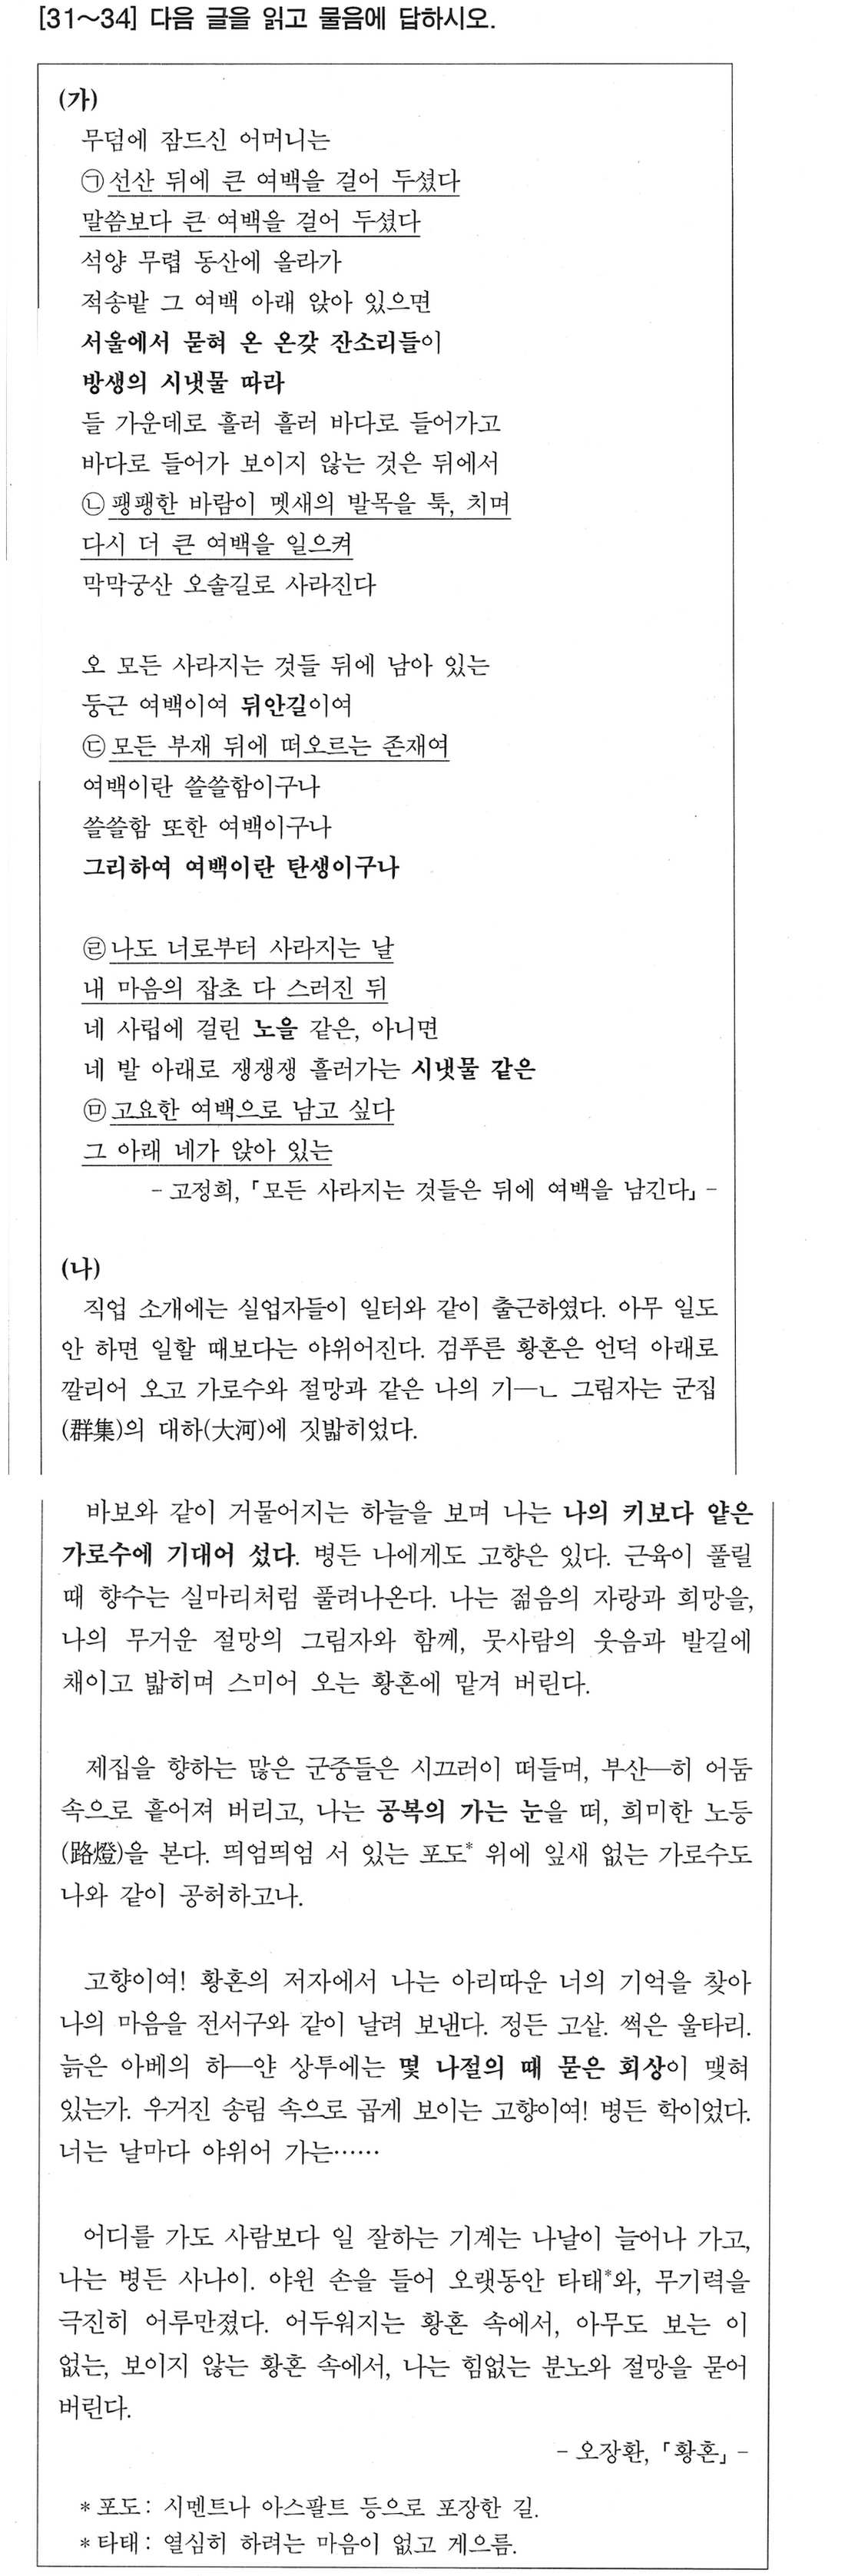 [31~34] 다음 글을 읽고 물음에 답하시오.
(가)
무덤에 잠드신 어머니는
㉠선산 뒤에 큰 여백을 걸어 두셨다
말씀보다 큰 여백을 걸어 두셨다
석양 무렵 동산에 올라가
적송밭 그 여백 아래 앉아 있으면
서울에서 묻혀 온 온갖 잔소리들이
방생의 시냇물 따라
들 가운데로 흘러 흘러 바다로 들어가고
바다로 들어가 보이지 않는 것은 뒤에서
㉡팽팽한 바람이 멧새의 발목을 툭, 치며
다시 더 큰 여백을 일으켜
막막궁산 오솔길로 사라진다
오 모든 사라지는 것들 뒤에 남아 있는
둥근 여백이여 뒤안길이여
㉢모든 부재 뒤에 떠오르는 존재여
여백이란 쓸쓸함이구나
쓸쓸함 또한 여백이구나
그리하여 여백이란 탄생이구나
㉣나도 너로부터 사라지는 날
내 마음의 잡초 다 스러진 뒤
네 사립에 걸린 노을 같은, 아니면
네 발 아래로 쟁쟁쟁 흘러가는 시냇물 같은
㉤고요한 여백으로 남고 싶다
그 아래 네가 앉아 있는
- 고정희, 「모든 사라지는 것들은 뒤에 여백을 남긴다」 -
(나)
직업 소개에는 실업자들이 일터와 같이 출근하였다. 아무 일도
안 하면 일할 때보다는 야위어진다. 검푸른 황혼은 언덕 아래로
깔리어 오고 가로수와 절망과 같은 나의 기—ㄴ 그림자는 군집
(群集)의 대하(大河)에 짓밟히었다.
바보와 같이 거물어지는 하늘을 보며 나는 나의 키보다 얕은
가로수에 기대어 섰다. 병든 나에게도 고향은 있다. 근육이 풀릴
때 향수는 실마리처럼 풀려나온다. 나는 젊음의 자랑과 희망을,
나의 무거운 절망의 그림자와 함께, 뭇사람의 웃음과 발길에
채이고 밟히며 스미어 오는 황혼에 맡겨 버린다.
제집을 향하는 많은 군중들은 시끄러이 떠들며, 부산—히 어둠
속으로 흩어져 버리고, 나는 공복의 가는 눈을 떠, 희미한 노등
(路燈)을 본다. 띄엄띄엄 서 있는 포도* 위에 잎새 없는 가로수도
나와 같이 공허하고나.
고향이여! 황혼의 저자에서 나는 아리따운 너의 기억을 찾아
나의 마음을 전서구와 같이 날려 보낸다. 정든 고샅. 썩은 울타리.
늙은 아베의 하—얀 상투에는 몇 나절의 때 묻은 회상이 맺혀
있는가. 우거진 송림 속으로 곱게 보이는 고향이여! 병든 학이었다.
너는 날마다 야위어 가는……
어디를 가도 사람보다 일 잘하는 기계는 나날이 늘어나 가고,
나는 병든 사나이. 야윈 손을 들어 오랫동안 타태*와, 무기력을
극진히 어루만졌다. 어두워지는 황혼 속에서, 아무도 보는 이
없는, 보이지 않는 황혼 속에서, 나는 힘없는 분노와 절망을 묻어
버린다.
- 오장환, 「황혼」 -
* 포도: 시멘트나 아스팔트 등으로 포장한 길.
* 타태: 열심히 하려는 마음이 없고 게으름.